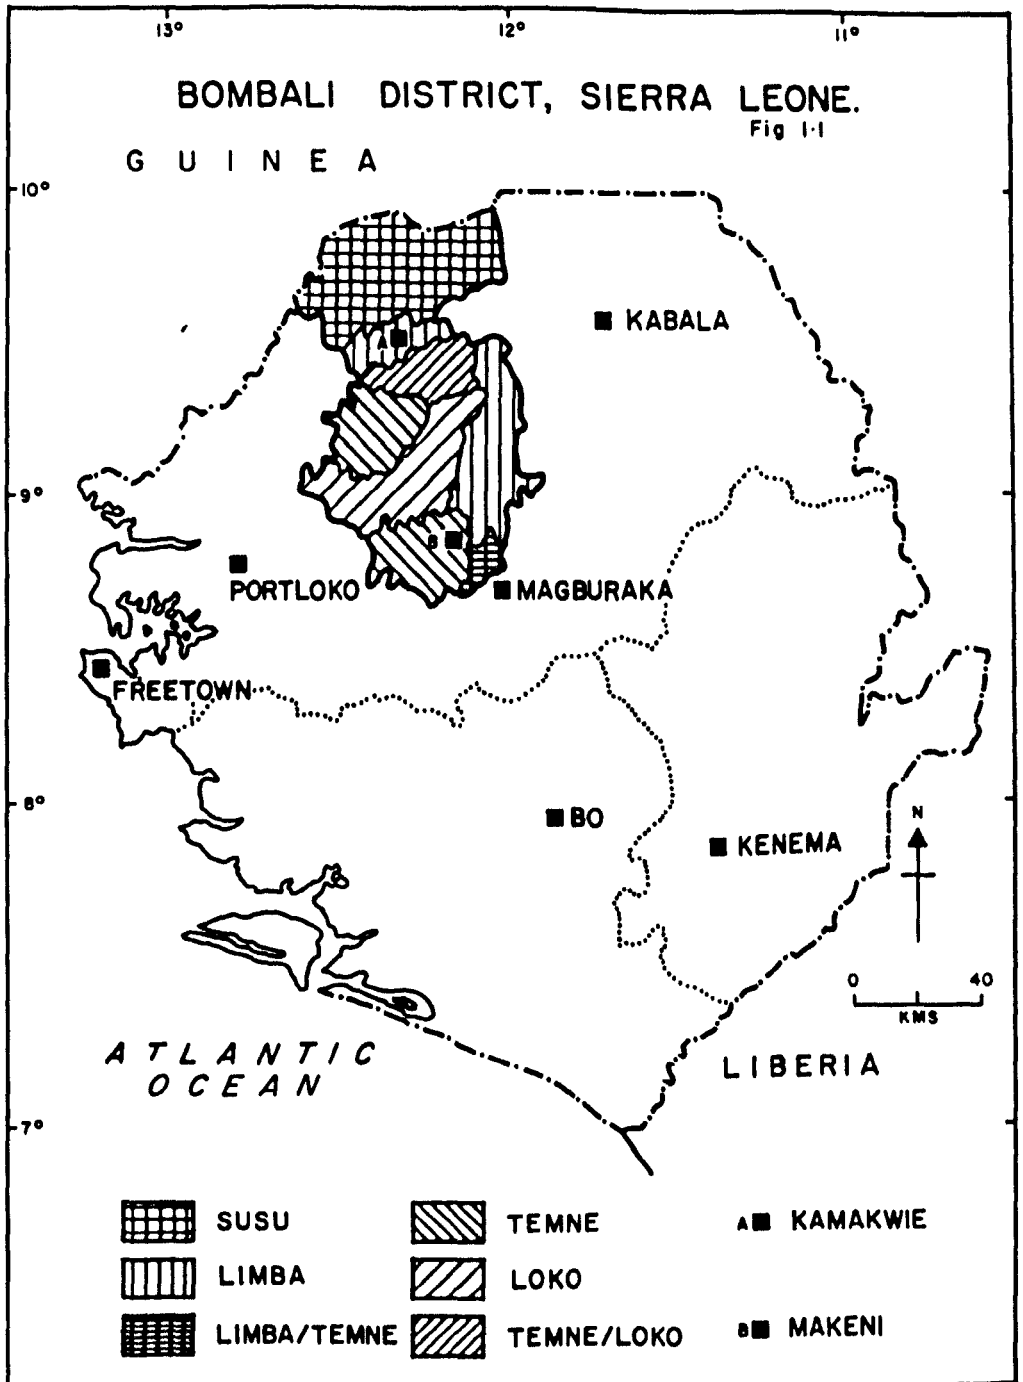 13° 12° 11°
BOMBALI DISTRICT, SIERRA LEONE.
Fig 1·1
GUINEA
10°
KABALA
A
9°
B
PORTLOKO
MAGBURAKA
FREETOWN
8°
BO
KENEMA
N
0 40
KMS
ATLANTIC
OCEAN
LIBERIA
7°
SUSU
TEMNE
A KAMAKWIE
LIMBA
LOKO
LIMBA/TEMNE
TEMNE/LOKO
B MAKENI